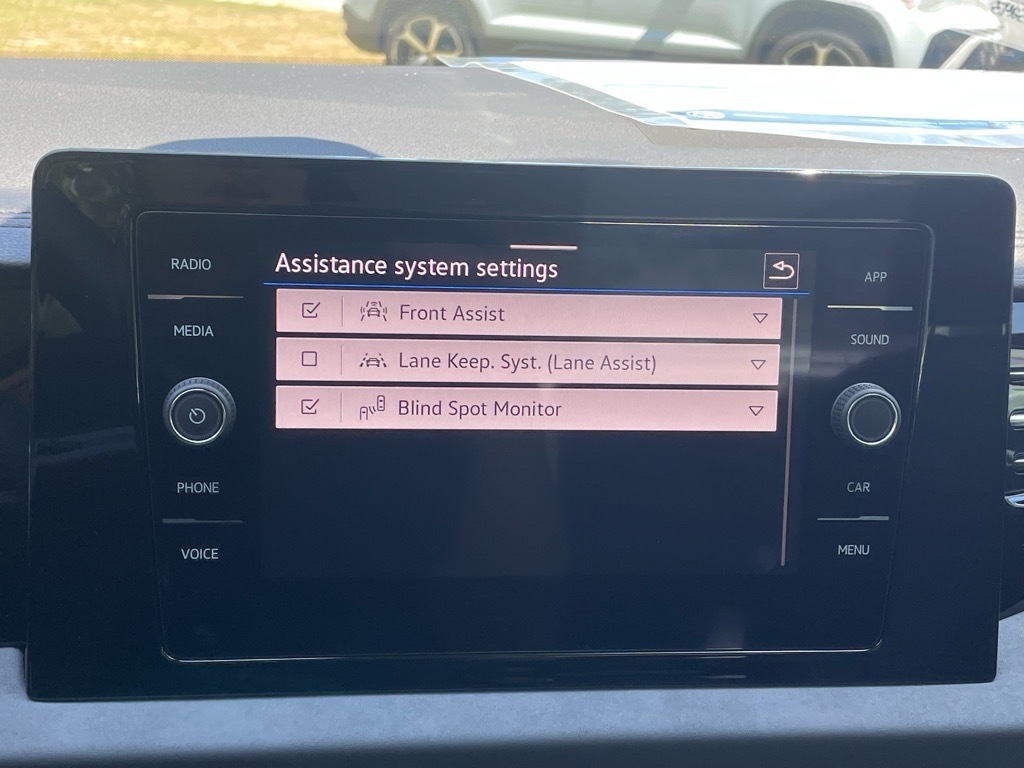 Assistance system settings
Front Assist
Lane Keep. Syst. (Lane Assist)
Blind Spot Monitor
RADIO
MEDIA
PHONE
VOICE
APP
SOUND
CAR
MENU